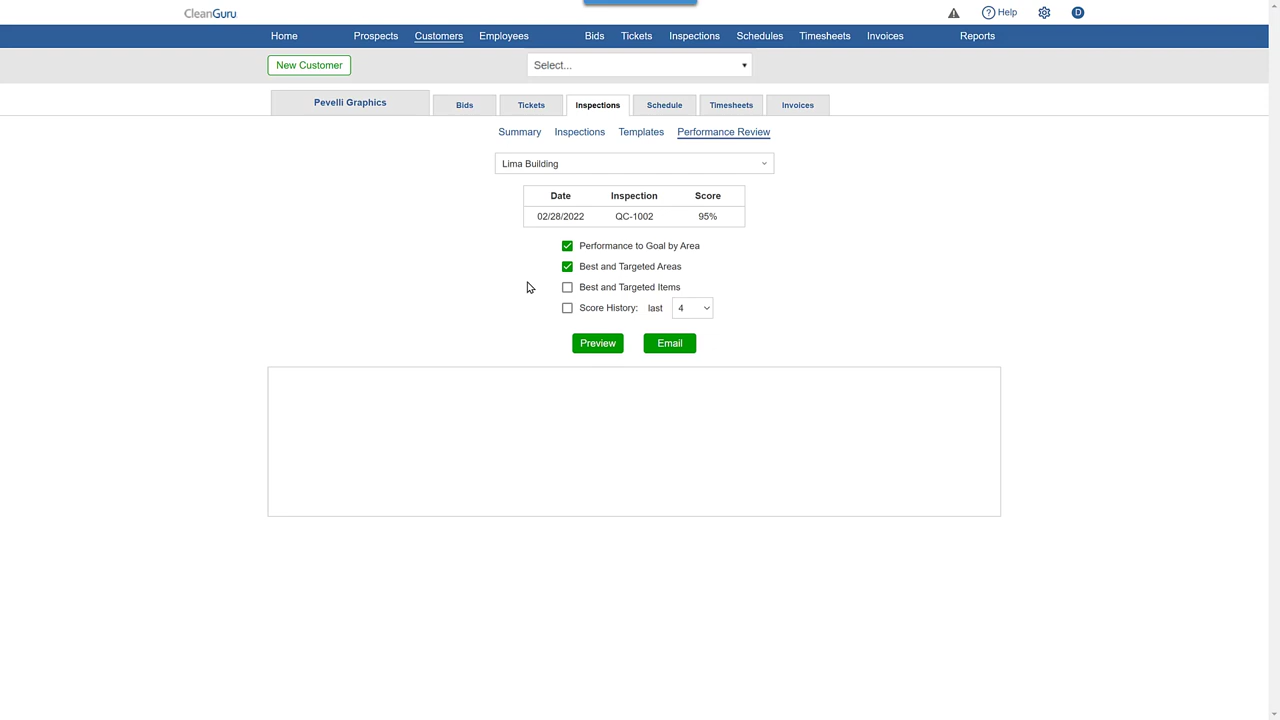 CleanGuru
Help
D
Home Prospects Customers Employees Bids Tickets Inspections Schedules Timesheets Invoices Reports
New Customer
Select...
Pevelli Graphics Bids Tickets Inspections Schedule Timesheets Invoices
Summary Inspections Templates Performance Review
Lima Building
Date Inspection Score
02/28/2022 QC-1002 95%
Performance to Goal by Area
Best and Targeted Areas
Best and Targeted Items
Score History: last 4
Preview Email